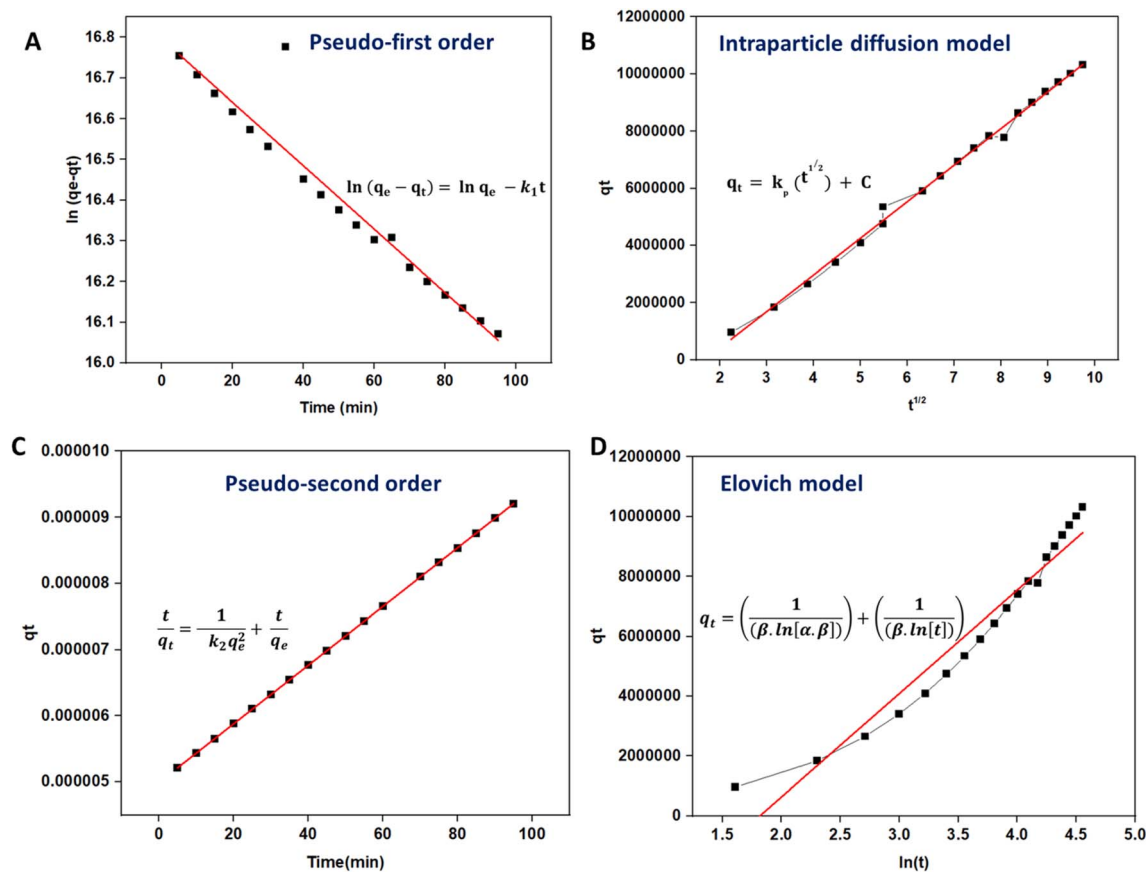 A
Pseudo-first order
16.8
16.7
16.6
16.5
16.4
16.3
16.2
16.1
16.0
ln (qe-qt)
ln (qₑ − qₜ) = ln qₑ − k₁t
0 20 40 60 80 100
Time (min)
B
Intraparticle diffusion model
12000000
10000000
8000000
6000000
4000000
2000000
0
qt
qₜ = kₚ (t^1/2) + C
2 3 4 5 6 7 8 9 10
t^1/2
C
Pseudo-second order
0.000010
0.000009
0.000008
0.000007
0.000006
0.000005
qt
t/qₜ = 1/(k₂qₑ²) + t/qₑ
0 20 40 60 80 100
Time(min)
D
Elovich model
12000000
10000000
8000000
6000000
4000000
2000000
0
qt
qₜ = (1/(β.ln[α.β])) + (1/(β.ln[t]))
1.5 2.0 2.5 3.0 3.5 4.0 4.5 5.0
ln(t)